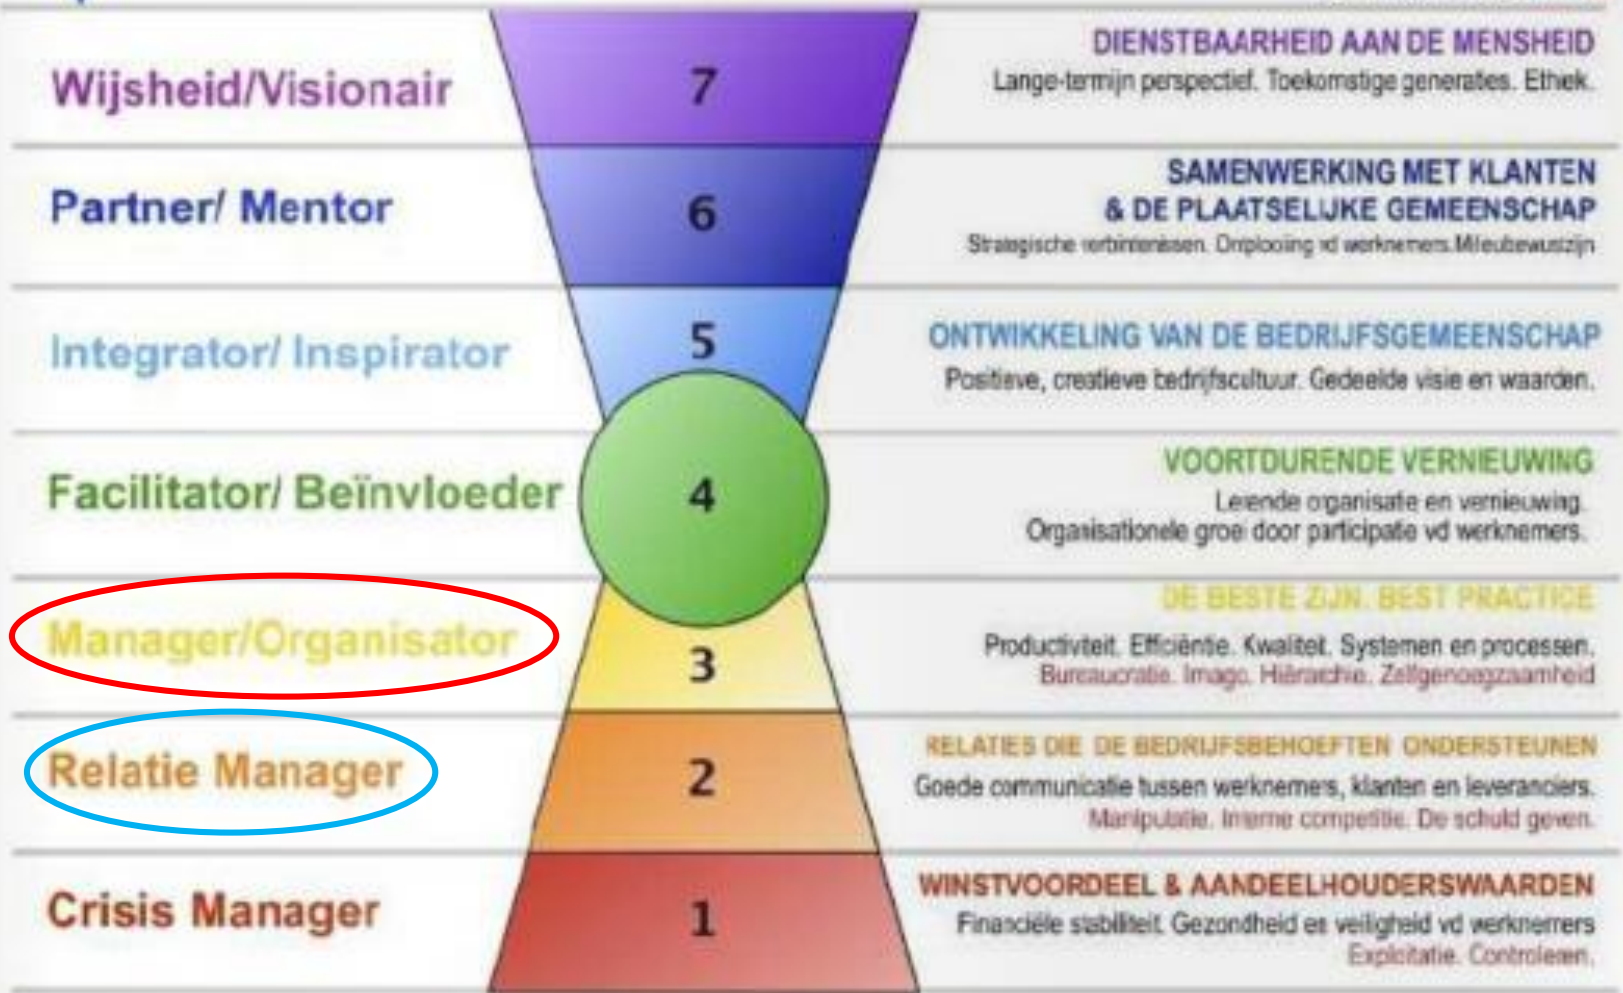 Wijsheid/Visionair
7
DIENSTBAARHEID AAN DE MENSHEID
Lange-termijn perspectief. Toekomstige generaties. Ethiek.
Partner/ Mentor
6
SAMENWERKING MET KLANTEN
& DE PLAATSELIJKE GEMEENSCHAP
Strategische verbintenissen. Ontplooiing vd werknemers.Milieubewustzijn
Integrator/ Inspirator
5
ONTWIKKELING VAN DE BEDRIJFSGEMEENSCHAP
Positieve, creatieve bedrijfscultuur. Gedeelde visie en waarden.
Facilitator/ Beïnvloeder
4
VOORTDURENDE VERNIEUWING
Lerende organisatie en vernieuwing.
Organisationele groei door participatie vd werknemers.
Manager/Organisator
3
DE BESTE ZIJN. BEST PRACTICE
Productiviteit. Efficiëntie. Kwaliteit. Systemen en processen.
Bureaucratie. Imago. Hiërarchie. Zelfgenoegzaamheid
Relatie Manager
2
RELATIES DIE DE BEDRIJFSBEHOEFTEN ONDERSTEUNEN
Goede communicatie tussen werknemers, klanten en leveranciers.
Manipulatie. Interne competitie. De schuld geven.
Crisis Manager
1
WINSTVOORDEEL & AANDEELHOUDERSWAARDEN
Financiële stabiliteit. Gezondheid en veiligheid vd werknemers
Exploitatie. Controleren.